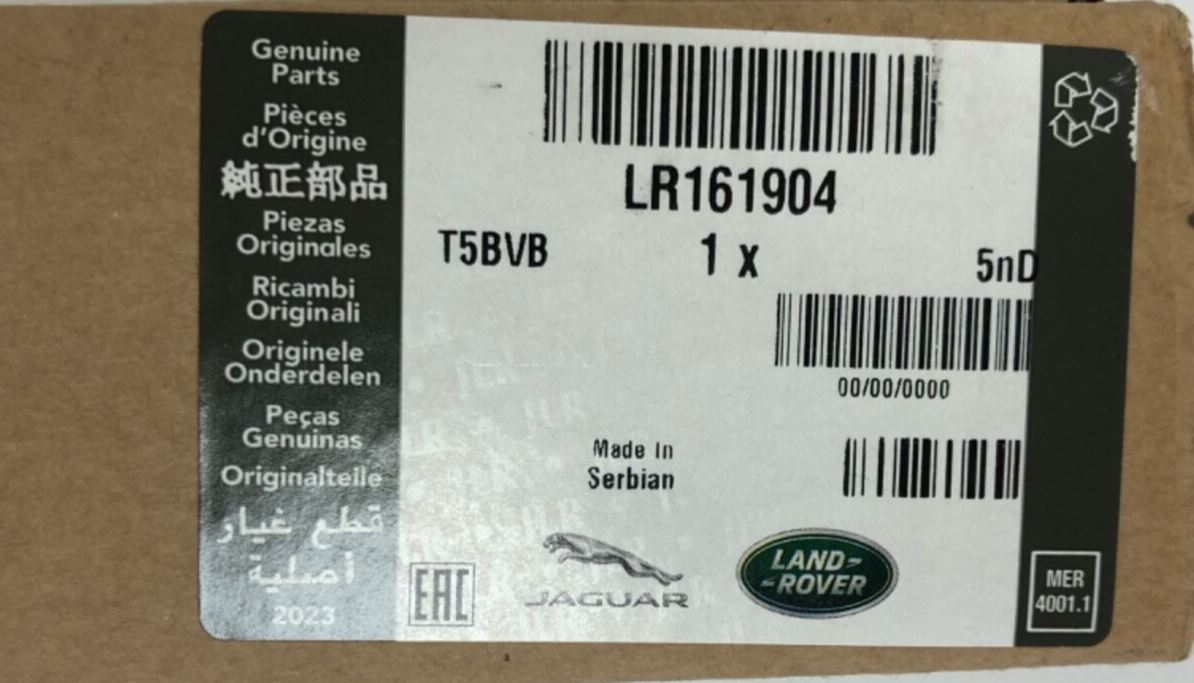 Genuine
Parts
Pièces
d'Origine
純正部品
Piezas
Originales
Ricambi
Originali
Originele
Onderdelen
Peças
Genuinas
Originalteile
قطع غيار
أصلية
2023
LR161904
T5BVB 1 x 5nD
00/00/0000
Made In
Serbian
EAC
JAGUAR
LAND-
-ROVER
MER
4001.1